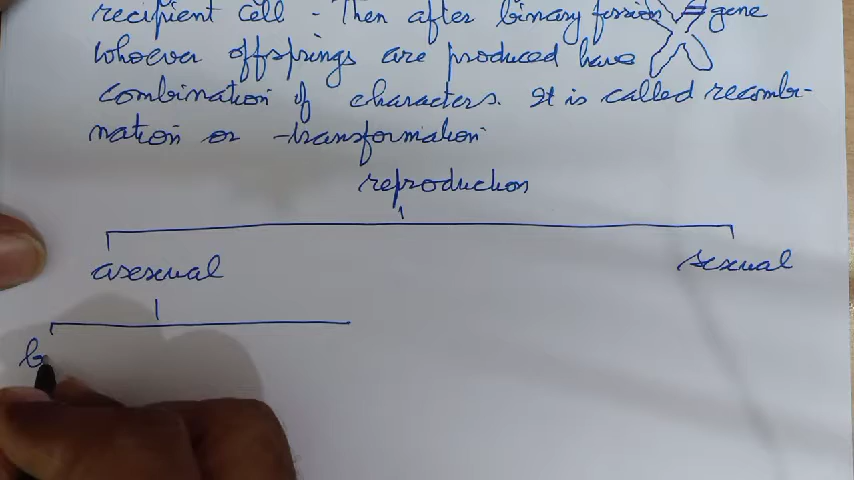 recipient cell - Then after binary fission gene
whoever offsprings are produced have
combination of characters. It is called recombi-
nation or transformation
reproduction
asexual sexual
b